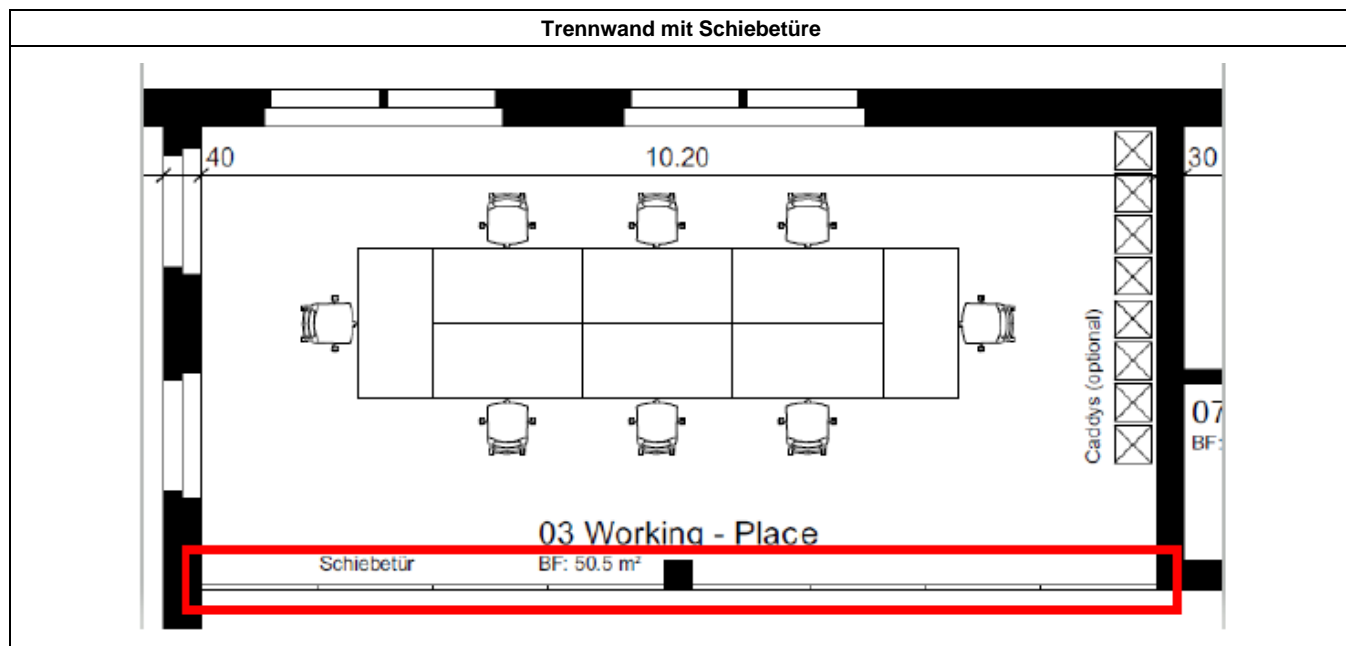 Trennwand mit Schiebetüre
40
10.20
30
Caddys (optional)
07
BF:
03 Working - Place
Schiebetür
BF: 50.5 m²